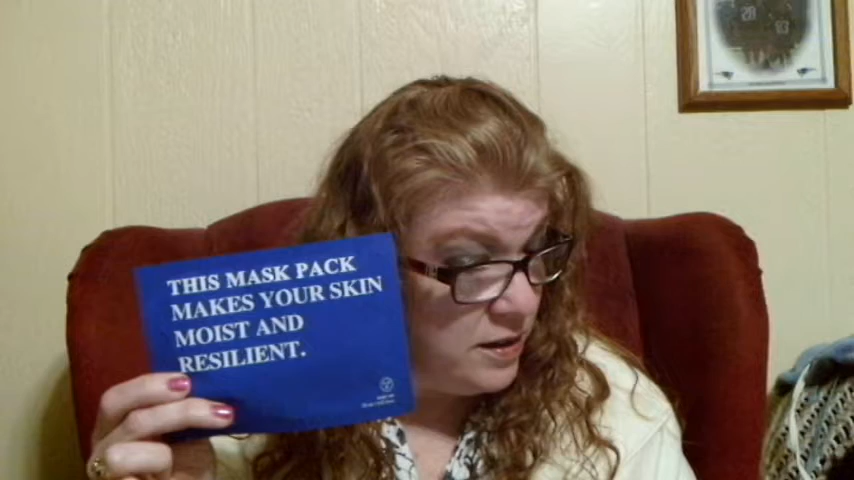 THIS MASK PACK
MAKES YOUR SKIN
MOIST AND
RESILIENT.